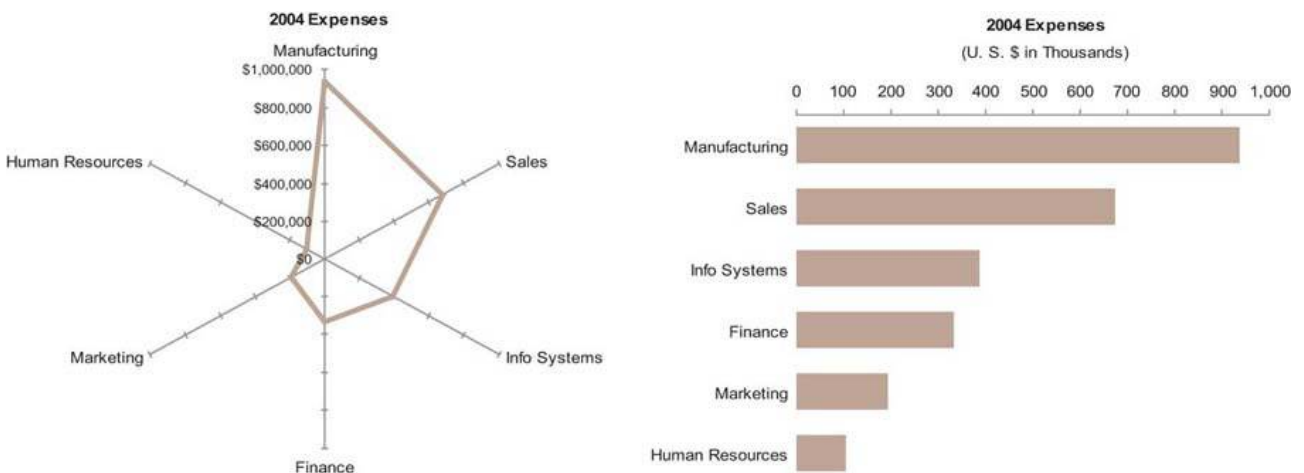 2004 Expenses
Manufacturing
$1,000,000
$800,000
Human Resources
Sales
$600,000
$400,000
$200,000
$0
Marketing
Info Systems
Finance
2004 Expenses
(U. S. $ in Thousands)
0 100 200 300 400 500 600 700 800 900 1,000
Manufacturing
Sales
Info Systems
Finance
Marketing
Human Resources